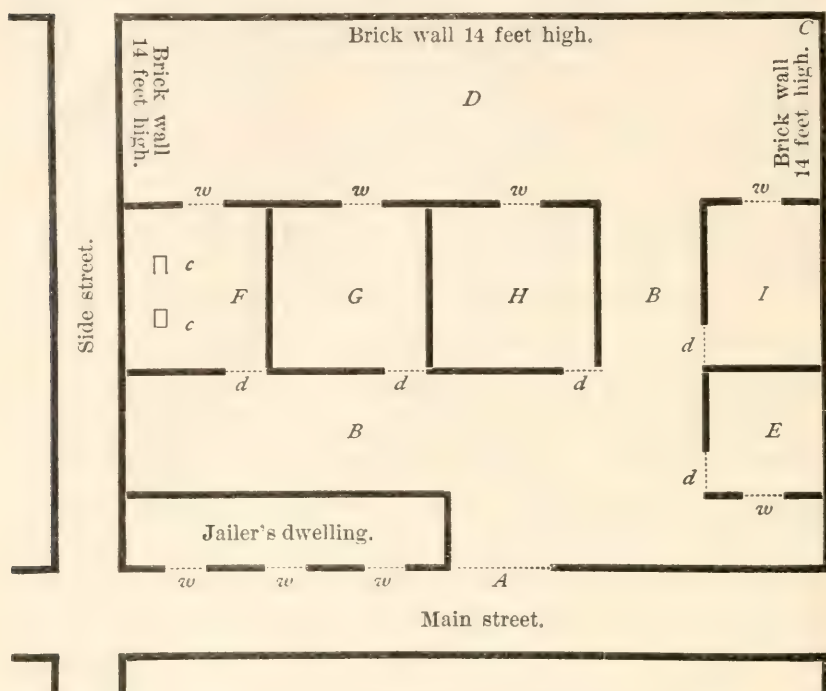 C
Brick wall 14 feet high.
Brick wall
14 feet high.
Brick wall
14 feet high.
D
w w w w
c
F G H B I
c
Side street.
d
d d d
B E
d
w
Jailer's dwelling.
w w w A
Main street.